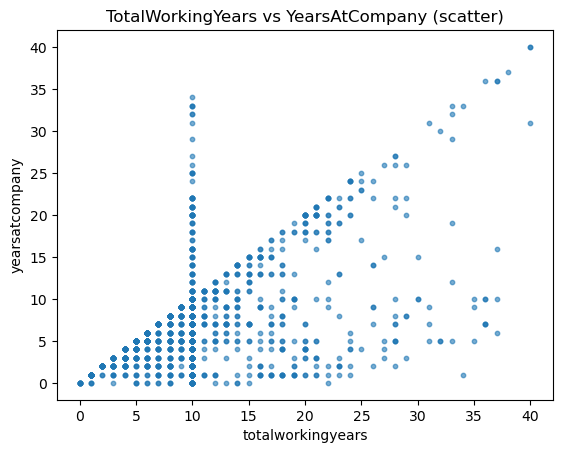 TotalWorkingYears vs YearsAtCompany (scatter)
40
35
30
25
20
15
10
5
0
yearsatcompany
0 5 10 15 20 25 30 35 40
totalworkingyears